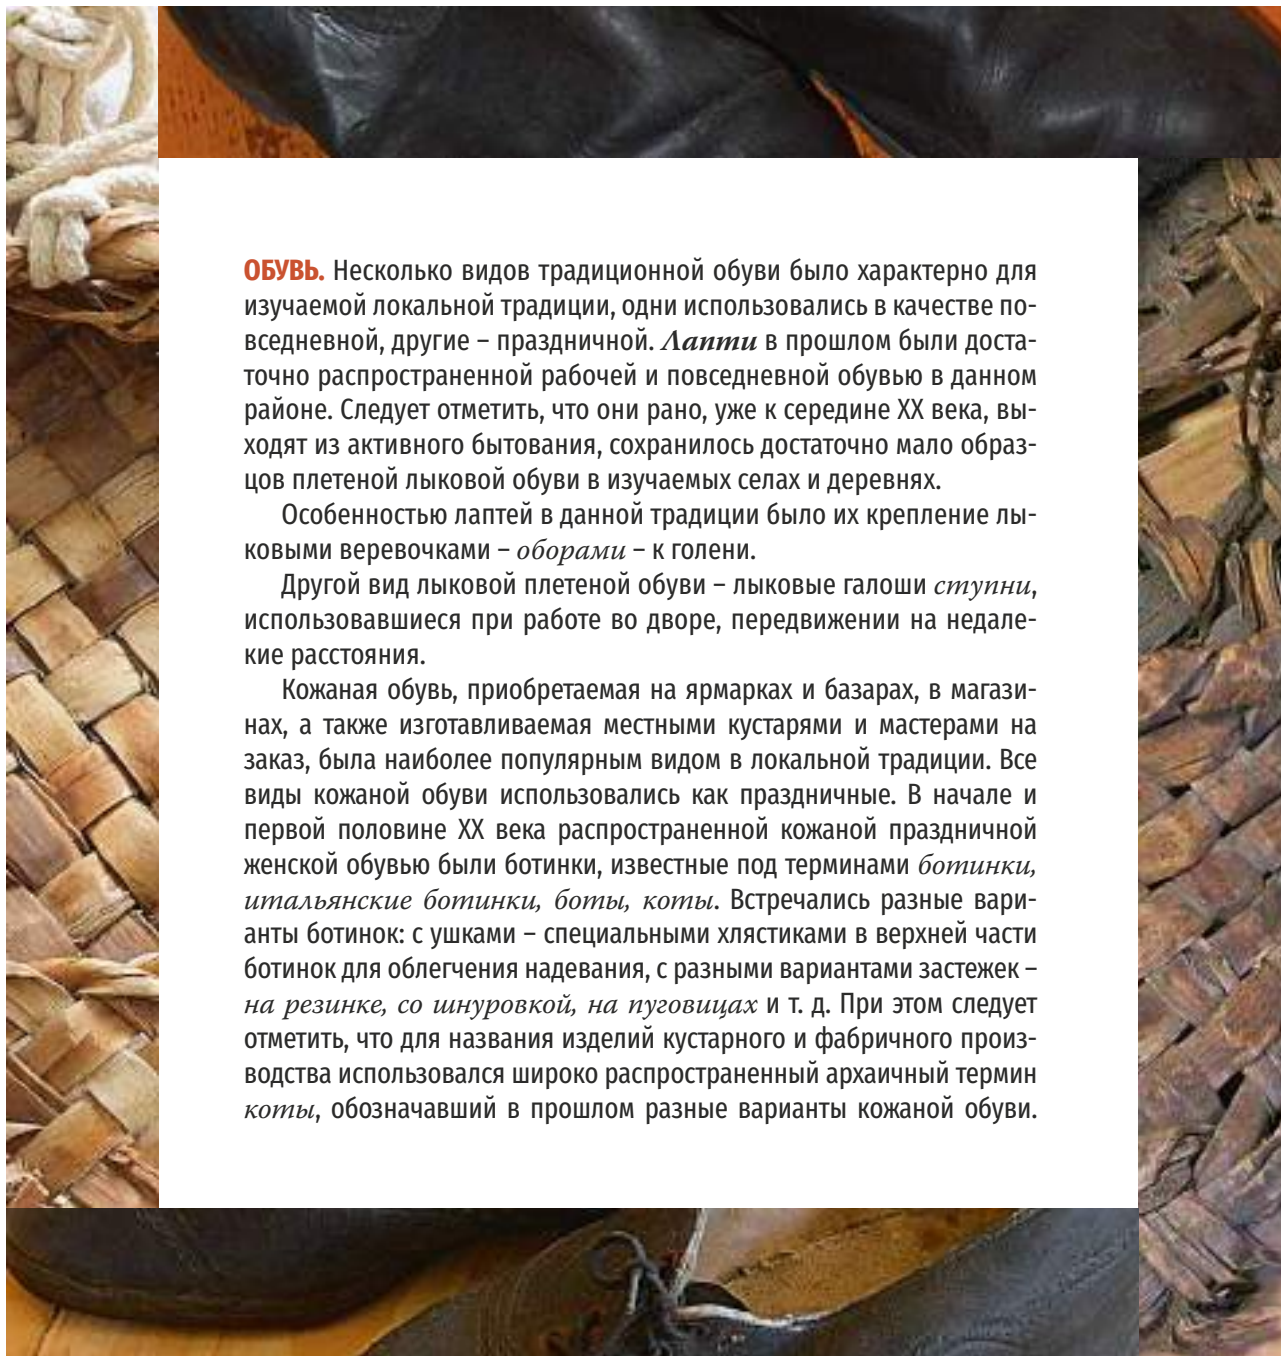 ОБУВЬ. Несколько видов традиционной обуви было характерно для
изучаемой локальной традиции, одни использовались в качестве по-
вседневной, другие – праздничной. Лапти в прошлом были доста-
точно распространенной рабочей и повседневной обувью в данном
районе. Следует отметить, что они рано, уже к середине XX века, вы-
ходят из активного бытования, сохранилось достаточно мало образ-
цов плетеной лыковой обуви в изучаемых селах и деревнях.
Особенностью лаптей в данной традиции было их крепление лы-
ковыми веревочками – оборами – к голени.
Другой вид лыковой плетеной обуви – лыковые галоши ступни,
использовавшиеся при работе во дворе, передвижении на недале-
кие расстояния.
Кожаная обувь, приобретаемая на ярмарках и базарах, в магази-
нах, а также изготавливаемая местными кустарями и мастерами на
заказ, была наиболее популярным видом в локальной традиции. Все
виды кожаной обуви использовались как праздничные. В начале и
первой половине XX века распространенной кожаной праздничной
женской обувью были ботинки, известные под терминами ботинки,
итальянские ботинки, боты, коты. Встречались разные вари-
анты ботинок: с ушками – специальными хлястиками в верхней части
ботинок для облегчения надевания, с разными вариантами застежек –
на резинке, со шнуровкой, на пуговицах и т. д. При этом следует
отметить, что для названия изделий кустарного и фабричного произ-
водства использовался широко распространенный архаичный термин
коты, обозначавший в прошлом разные варианты кожаной обуви.